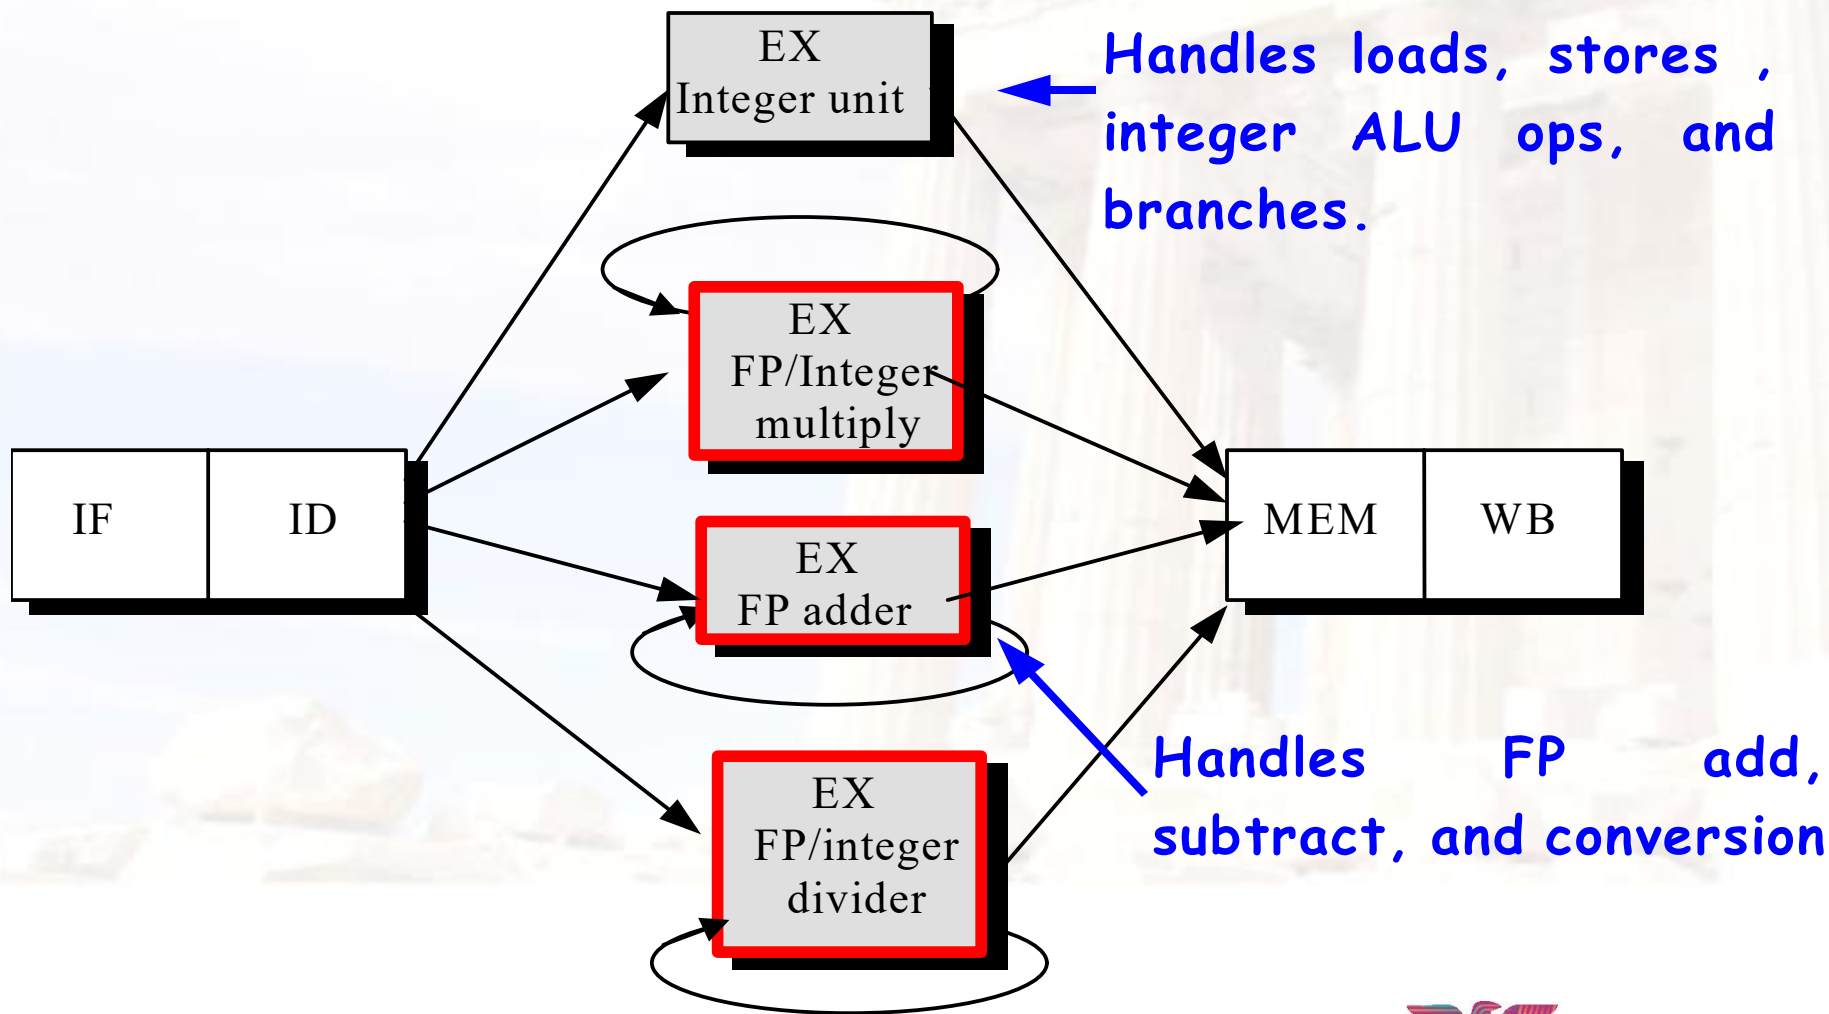 EX
Integer unit
Handles loads, stores ,
integer ALU ops, and
branches.
EX
FP/Integer
multiply
IF
ID
EX
FP adder
MEM
WB
EX
FP/integer
divider
Handles FP add,
subtract, and conversion